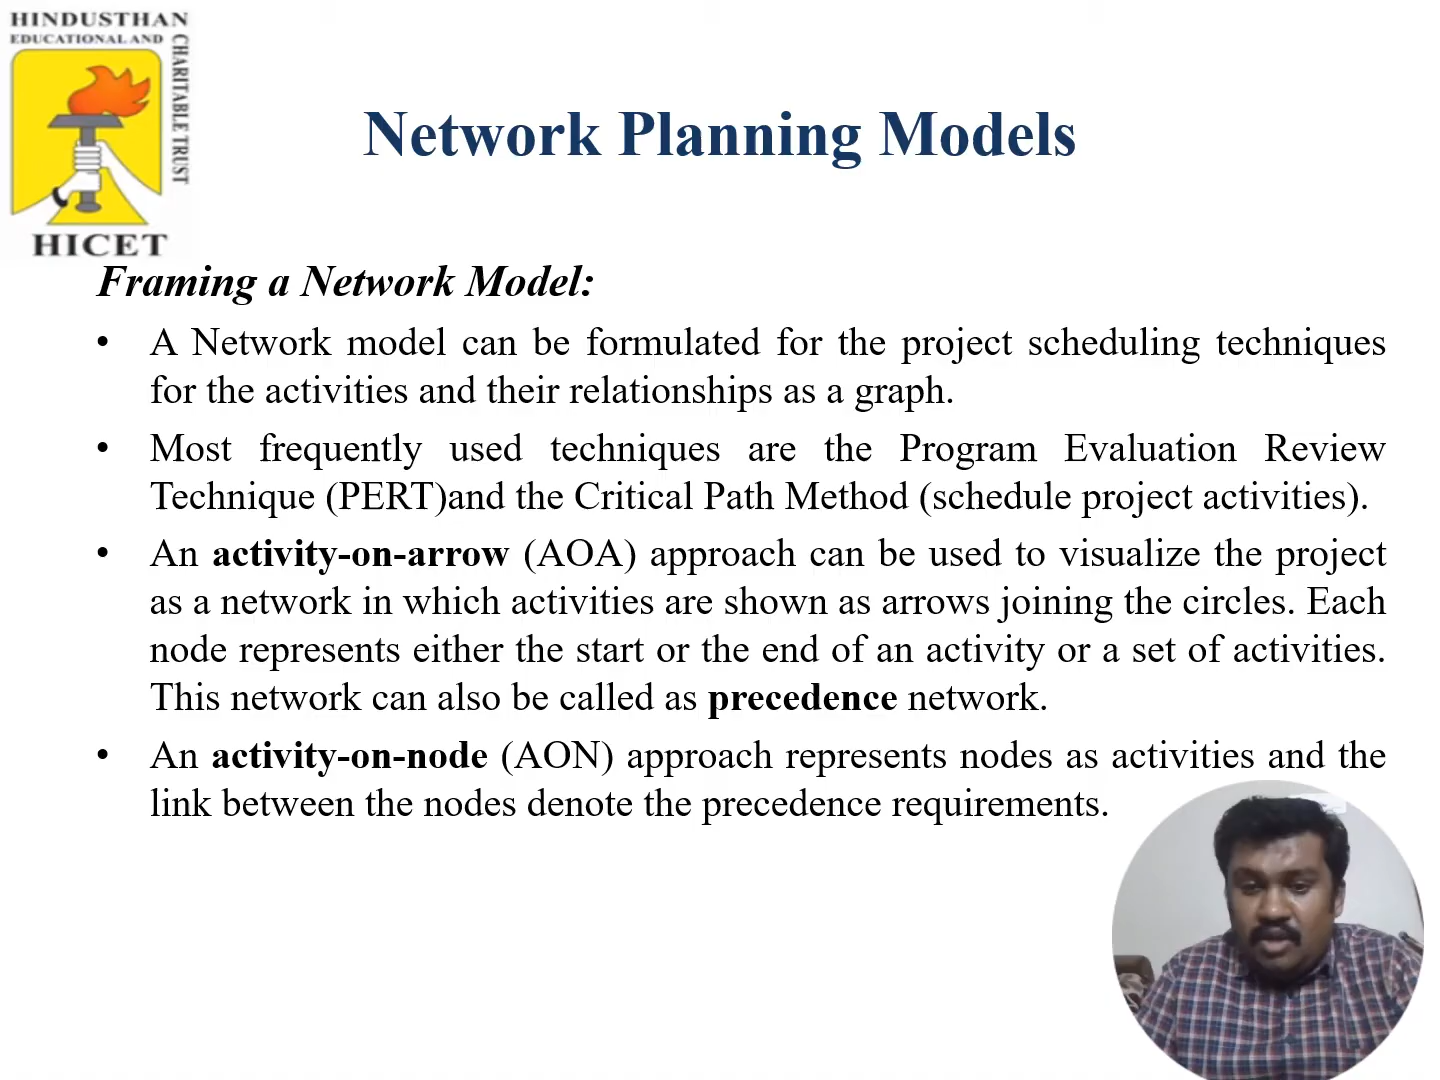 HINDUSTHAN
EDUCATIONAL AND
CHARITABLE TRUST
HICET
Network Planning Models
Framing a Network Model:
• A Network model can be formulated for the project scheduling techniques
for the activities and their relationships as a graph.
• Most frequently used techniques are the Program Evaluation Review
Technique (PERT)and the Critical Path Method (schedule project activities).
• An activity-on-arrow (AOA) approach can be used to visualize the project
as a network in which activities are shown as arrows joining the circles. Each
node represents either the start or the end of an activity or a set of activities.
This network can also be called as precedence network.
• An activity-on-node (AON) approach represents nodes as activities and the
link between the nodes denote the precedence requirements.